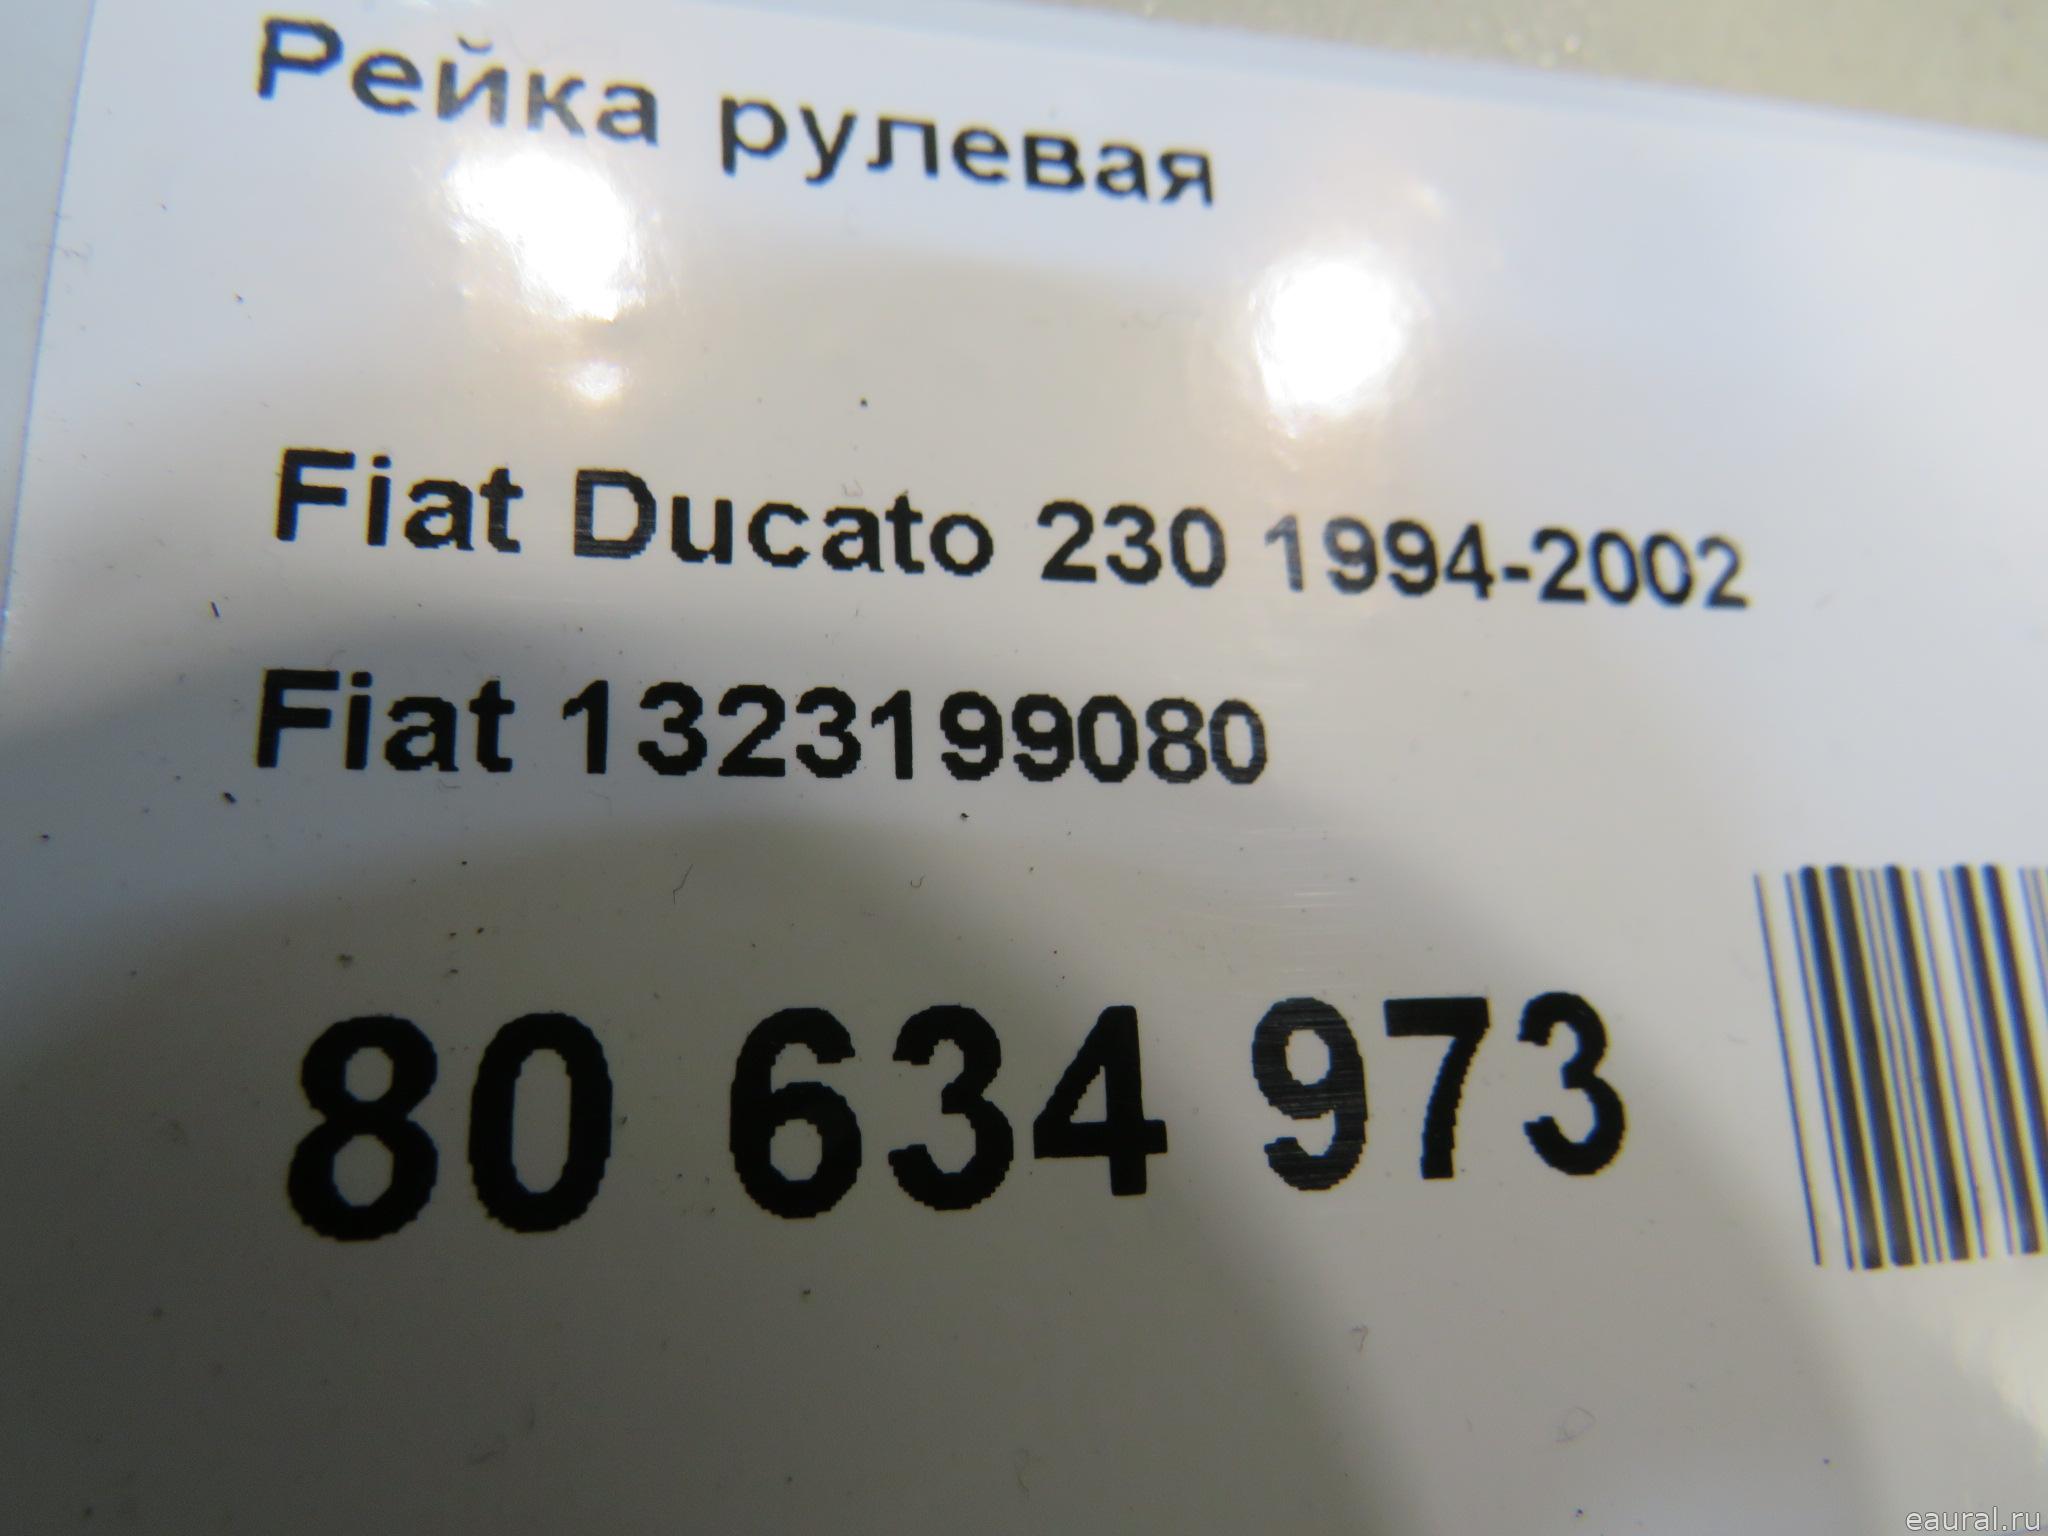 Рейка рулевая
Fiat Ducato 230 1994-2002
Fiat 1323199080
80 634 973
eaural.ru